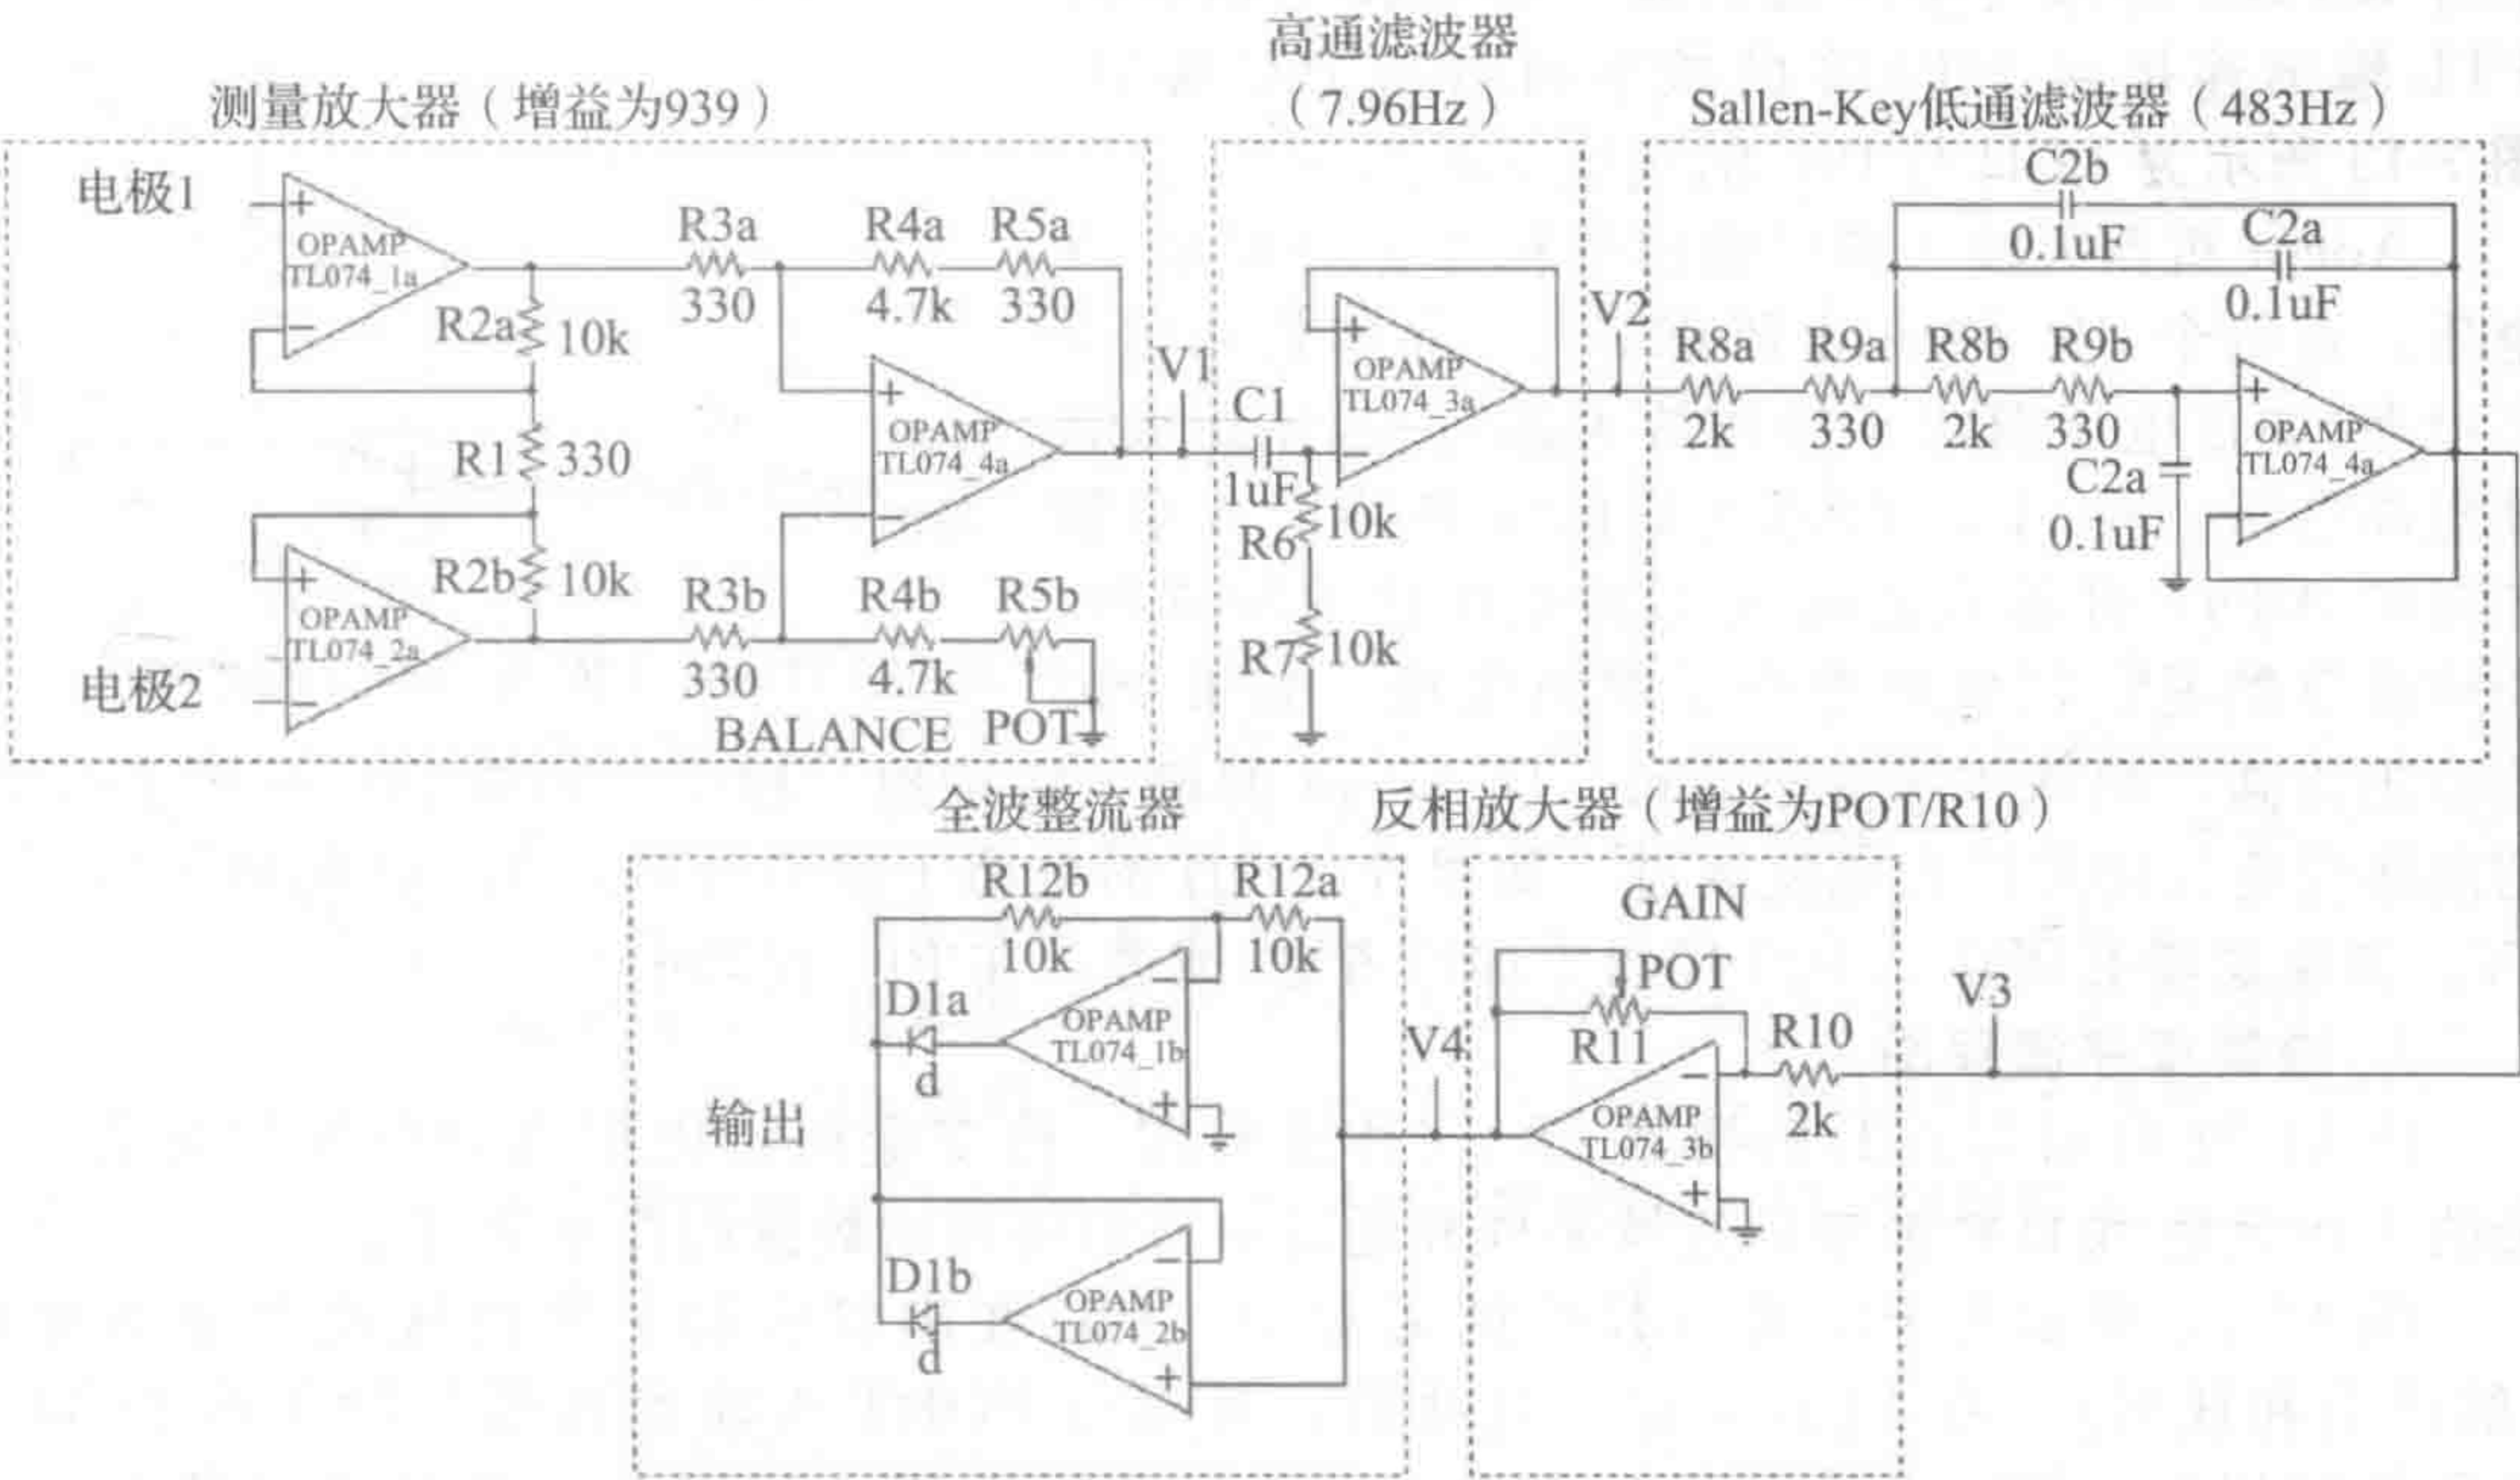 高通滤波器
(7.96Hz)
测量放大器(增益为939)
Sallen-Key低通滤波器(483Hz)
电极1
+
OPAMP
TL074_1a
−
R2a
10k
R1
330
R2b
10k
+
OPAMP
TL074_2a
−
电极2
R3a
330
R4a
4.7k
R5a
330
+
OPAMP
TL074_4a
−
R3b
330
R4b
4.7k
R5b
BALANCE
POT
V1
C1
1uF
R6
10k
R7
10k
+
OPAMP
TL074_3a
−
V2
C2b
0.1uF
C2a
0.1uF
R8a
2k
R9a
330
R8b
2k
R9b
330
C2a
0.1uF
+
OPAMP
TL074_4a
−
全波整流器
反相放大器(增益为POT/R10)
R12b
10k
R12a
10k
D1a
d
−
OPAMP
TL074_1b
+
输出
D1b
d
−
OPAMP
TL074_2b
+
V4
GAIN
POT
R11
R10
2k
−
OPAMP
TL074_3b
+
V3